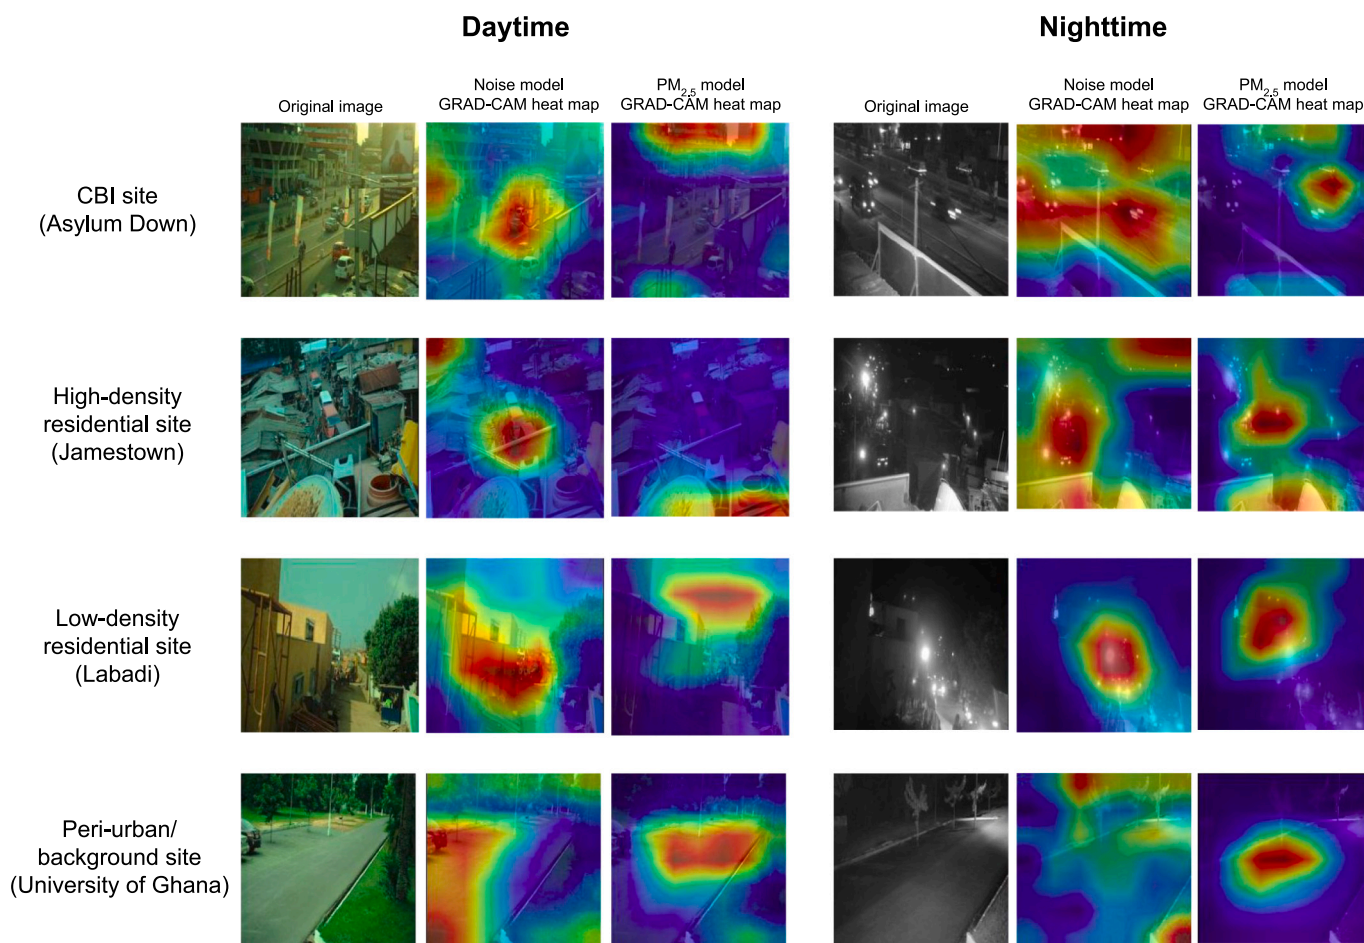 Daytime
Nighttime
Original image
Noise model
GRAD-CAM heat map
PM2.5 model
GRAD-CAM heat map
Original image
Noise model
GRAD-CAM heat map
PM2.5 model
GRAD-CAM heat map
CBI site
(Asylum Down)
High-density
residential site
(Jamestown)
Low-density
residential site
(Labadi)
Peri-urban/
background site
(University of Ghana)